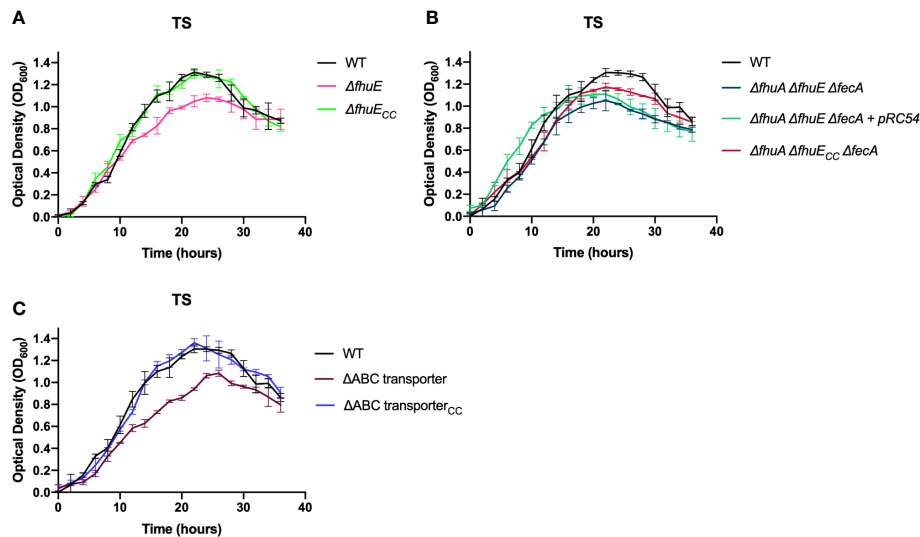 A
TS
Optical Density (OD600)
1.4
1.2
1.0
0.8
0.6
0.4
0.2
0.0
0 10 20 30 40
Time (hours)
WT
ΔfhuE
ΔfhuECC
B
TS
Optical Density (OD600)
1.4
1.2
1.0
0.8
0.6
0.4
0.2
0.0
0 10 20 30 40
Time (hours)
WT
ΔfhuA ΔfhuE ΔfecA
ΔfhuA ΔfhuE ΔfecA + pRC54
ΔfhuA ΔfhuECC ΔfecA
C
TS
Optical Density (OD600)
1.4
1.2
1.0
0.8
0.6
0.4
0.2
0.0
0 10 20 30 40
Time (hours)
WT
ΔABC transporter
ΔABC transporterCC